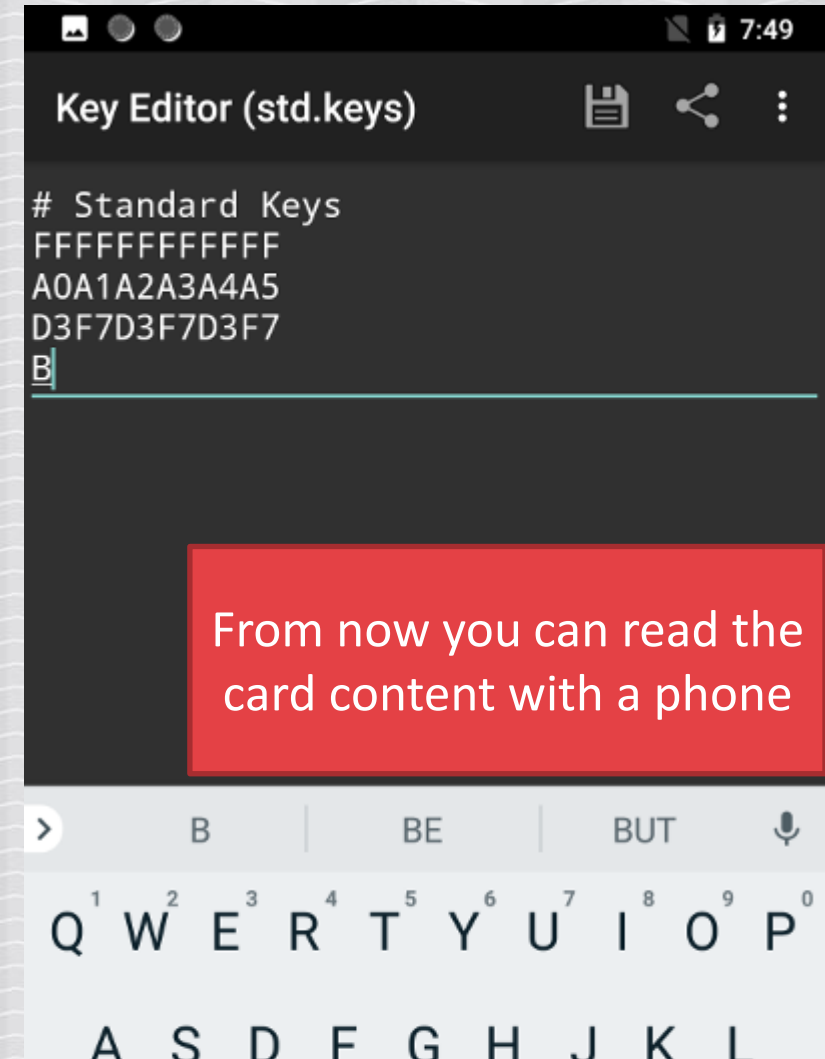 7:49
Key Editor (std.keys)
# Standard Keys
FFFFFFFFFFFF
A0A1A2A3A4A5
D3F7D3F7D3F7
B
From now you can read the
card content with a phone
B BE BUT
1 2 3 4 5 6 7 8 9 0
Q W E R T Y U I O P
A S D F G H J K L